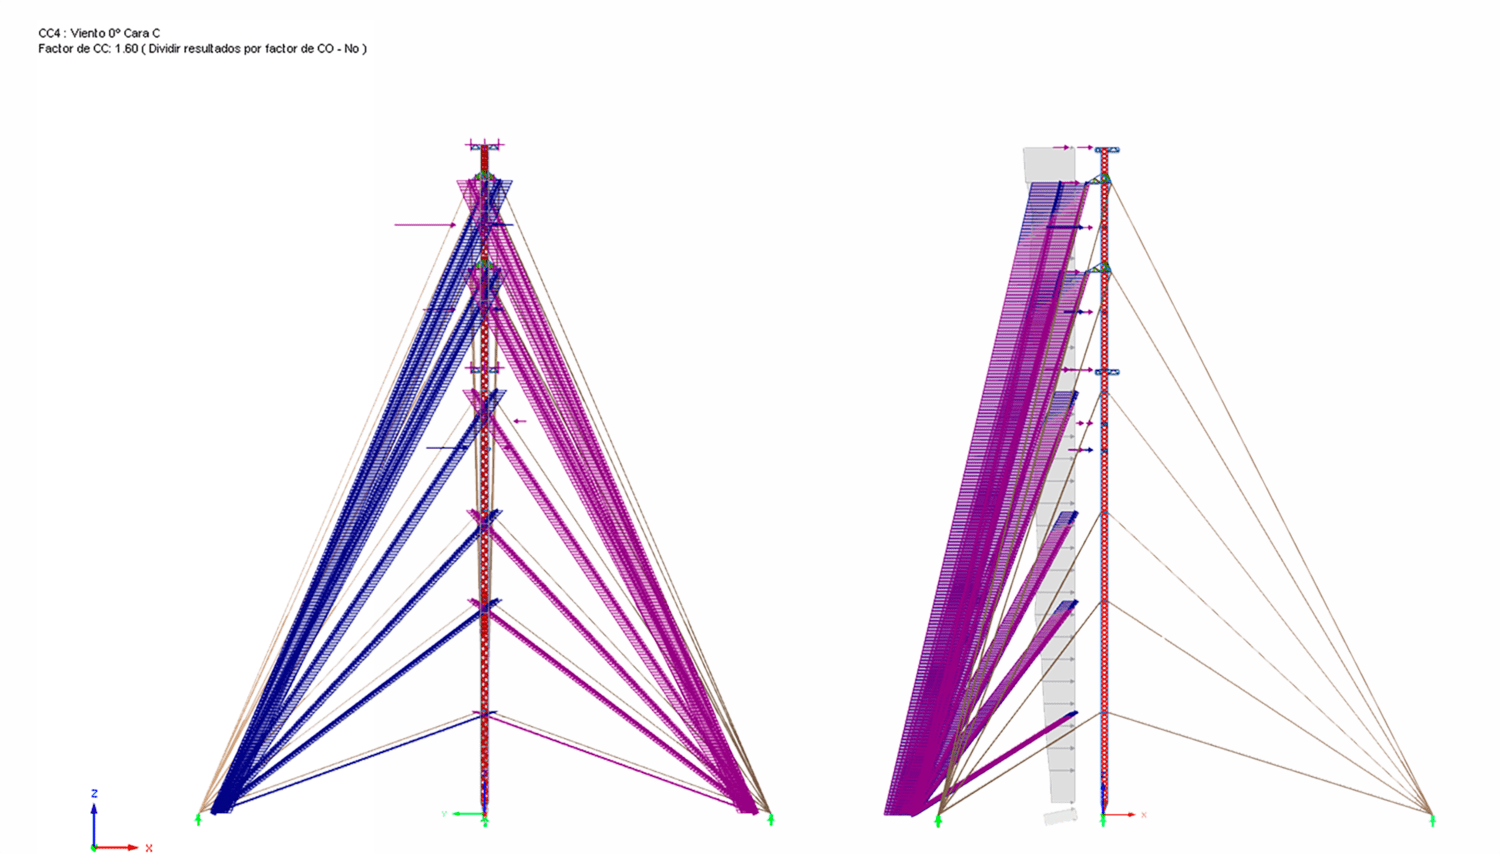 CC4 : Viento 0º Cara C
Factor de CC: 1.60 ( Dividir resultados por factor de CO - No )
Y
X
Z
X